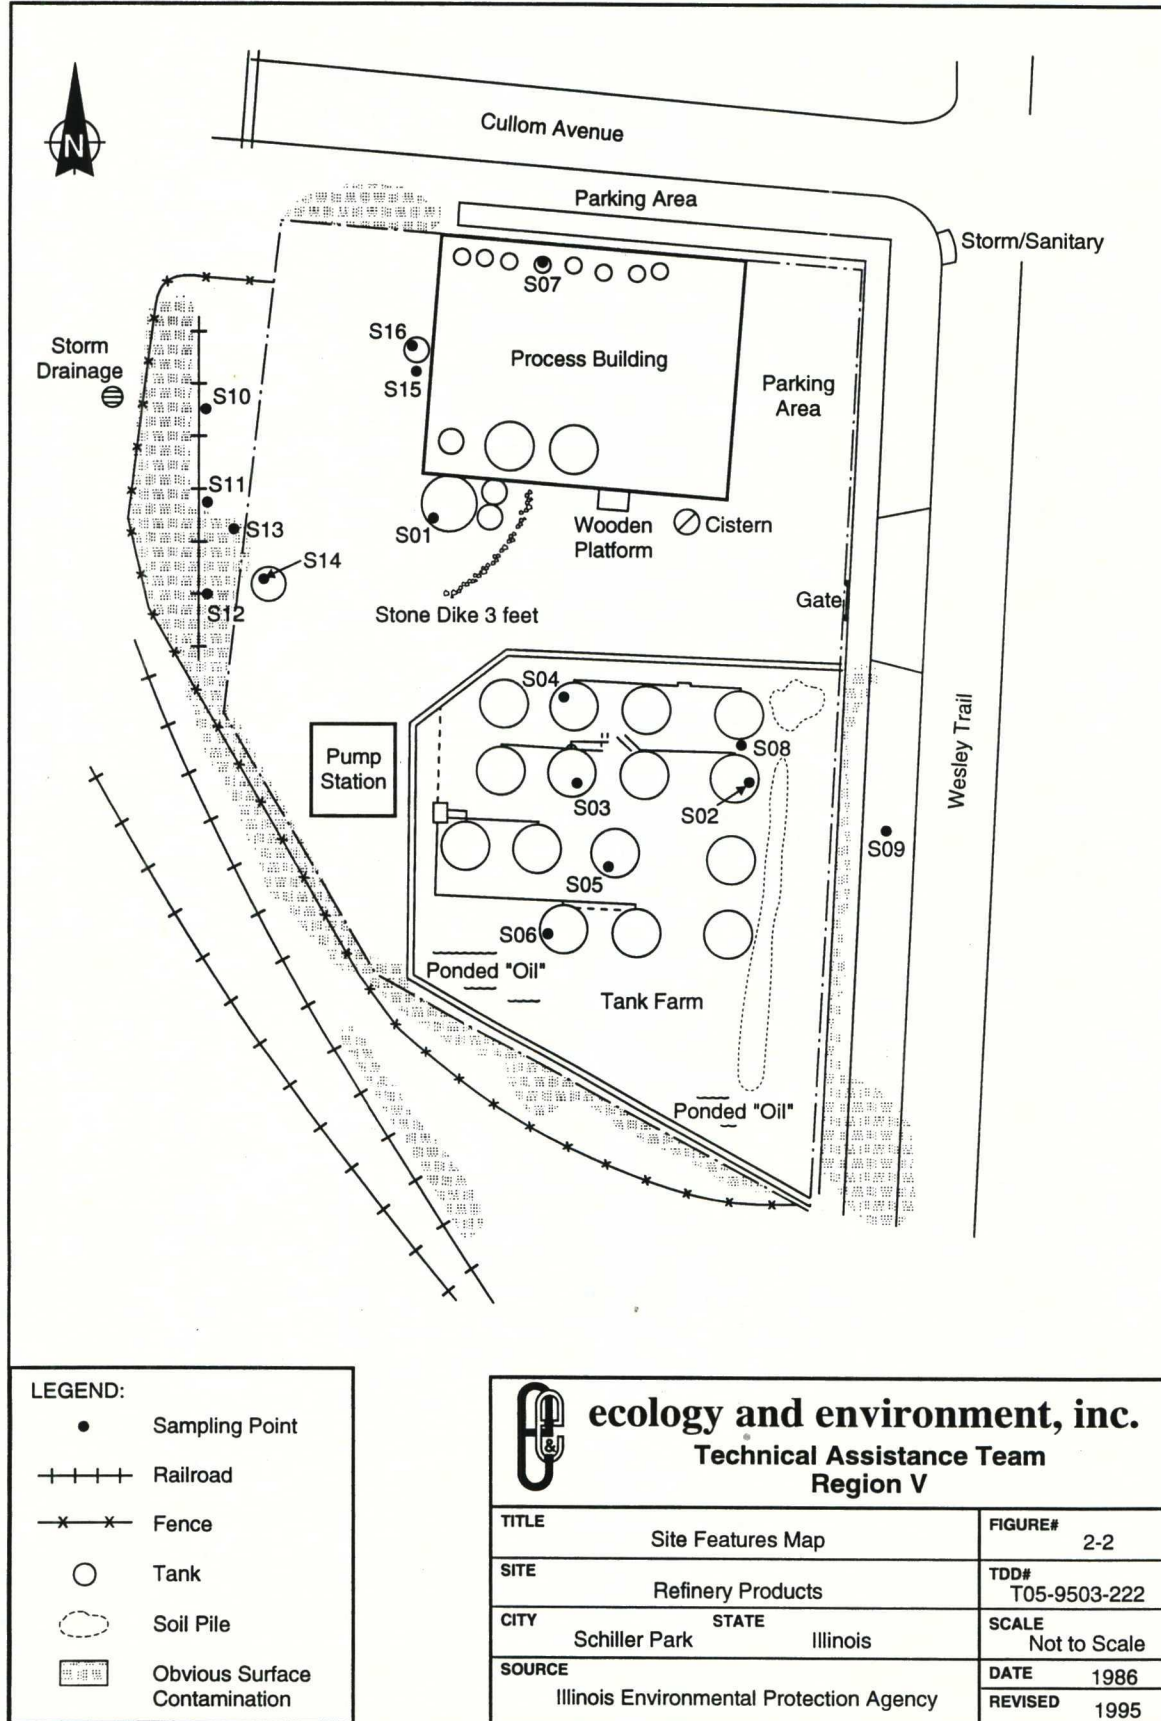 Cullom Avenue
N
Parking Area
Storm/Sanitary
S07
S16
Process Building
Storm
Drainage
S15
Parking
Area
S10
S11
S13
S01
Wooden
Platform
Cistern
S14
S12
Stone Dike 3 feet
Gate
S04
S08
Pump
Station
S03
S02
Wesley Trail
S09
S05
S06
Ponded "Oil"
Tank Farm
Ponded "Oil"
LEGEND:
Sampling Point
Railroad
Fence
Tank
Soil Pile
Obvious Surface
Contamination
E
&
E
ecology and environment, inc.
Technical Assistance Team
Region V
TITLE
Site Features Map
FIGURE#
2-2
SITE
Refinery Products
TDD#
T05-9503-222
CITY
Schiller Park
STATE
Illinois
SCALE
Not to Scale
SOURCE
Illinois Environmental Protection Agency
DATE 1986
REVISED 1995